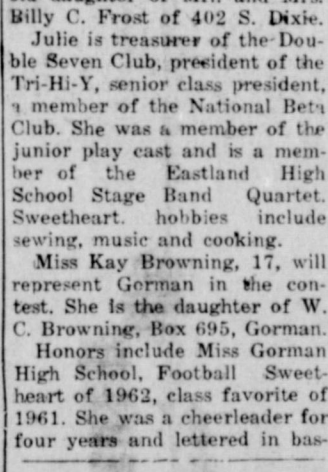 Billy C. Frost of 402 S. Dixie.
Julie is treasurer of the Dou-
ble Seven Club, president of the
Tri-Hi-Y, senior class president,
a member of the National Beta
Club. She was a member of the
junior play cast and is a mem-
ber of the Eastland High
School Stage Band Quartet.
Sweetheart. hobbies include
sewing, music and cooking.
Miss Kay Browning, 17, will
represent Gorman in the con-
test. She is the daughter of W.
C. Browning, Box 695, Gorman.
Honors include Miss Gorman
High School, Football Sweet-
heart of 1962, class favorite of
1961. She was a cheerleader for
four years and lettered in bas-